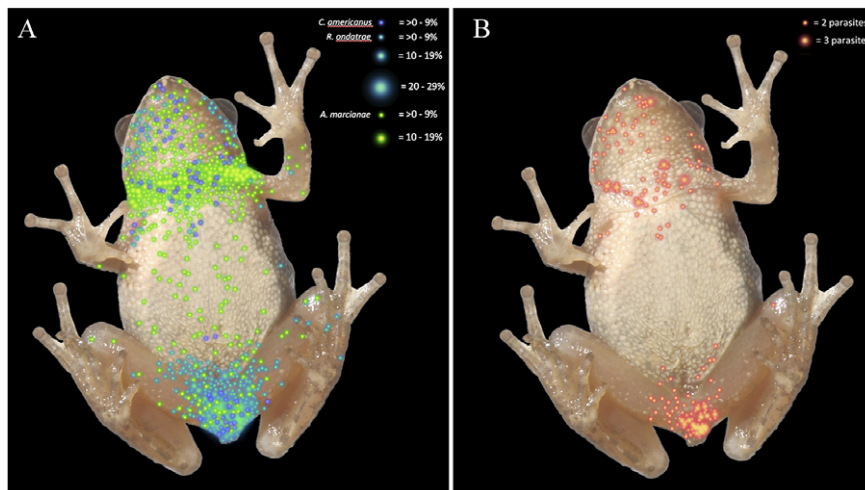 A
C. americanus = >0 - 9%
R. ondatrae = >0 - 9%
= 10 - 19%
= 20 - 29%
A. marcianae = >0 - 9%
= 10 - 19%
B
= 2 parasites
= 3 parasites